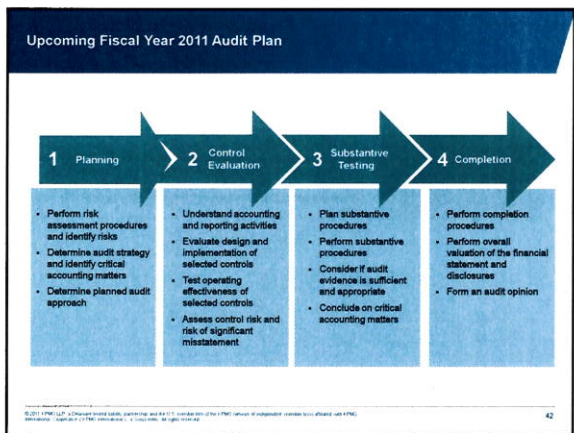 Upcoming Fiscal Year 2011 Audit Plan
1 Planning
2 Control
Evaluation
3 Substantive
Testing
4 Completion
• Perform risk
assessment procedures
and identify risks
• Determine audit strategy
and identify critical
accounting matters
• Determine planned audit
approach
• Understand accounting
and reporting activities
• Evaluate design and
implementation of
selected controls
• Test operating
effectiveness of
selected controls
• Assess control risk and
risk of significant
misstatement
• Plan substantive
procedures
• Perform substantive
procedures
• Consider if audit
evidence is sufficient
and appropriate
• Conclude on critical
accounting matters
• Perform completion
procedures
• Perform overall
valuation of the financial
statement and
disclosures
• Form an audit opinion
42